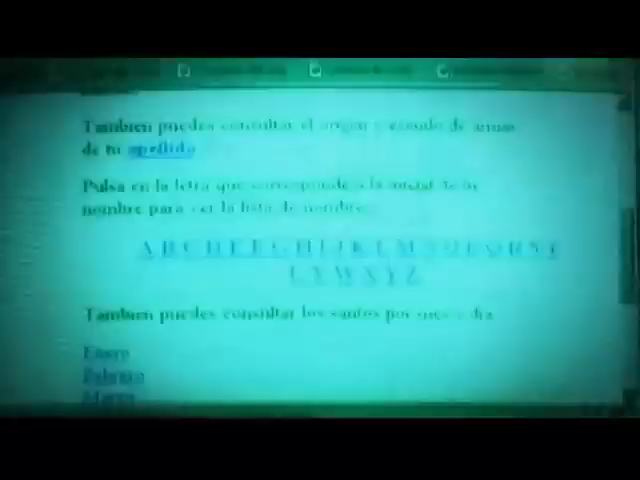 Tambien puedes consultar el origen y escudo de armas
de tu apellido
Pulsa en la letra que corresponde a la inicial de tu
nombre para ver la lista de nombres
A B C D E F G H I J K L M N O P Q R S T
U V W X Y Z
Tambien puedes consultar los santos por mes y dia
Enero
Febrero
Marzo